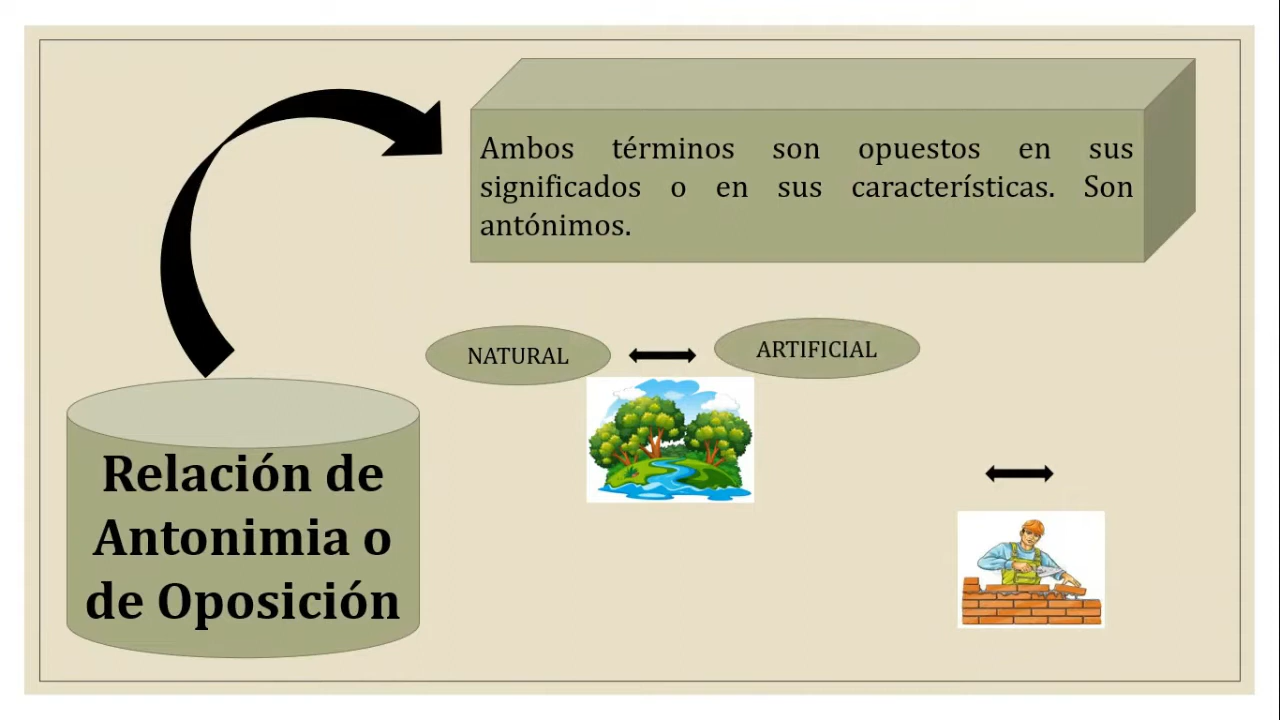 Ambos términos son opuestos en sus
significados o en sus características. Son
antónimos.
NATURAL
ARTIFICIAL
Relación de
Antonimia o
de Oposición